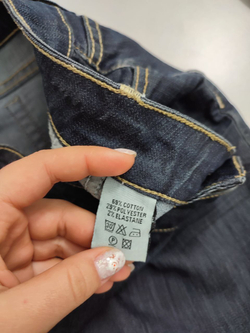 69% COTTON
29% POLYESTER
2% ELASTANE